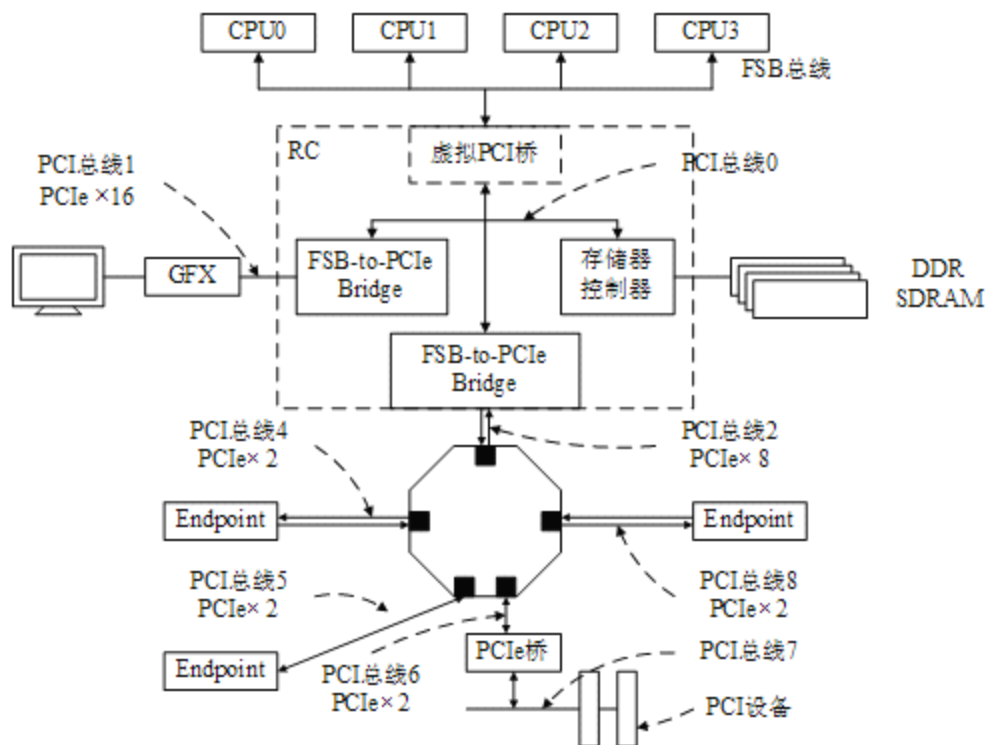 CPU0
CPU1
CPU2
CPU3
FSB总线
RC
虚拟PCI桥
PCI总线0
PCI总线1
PCIe ×16
GFX
FSB-to-PCIe
Bridge
存储器
控制器
DDR
SDRAM
FSB-to-PCIe
Bridge
PCI总线4
PCIe× 2
PCI总线2
PCIe× 8
Endpoint
Endpoint
PCI总线5
PCIe× 2
PCI总线8
PCIe× 2
Endpoint
PCI总线6
PCIe× 2
PCIe桥
PCI总线7
PCI设备